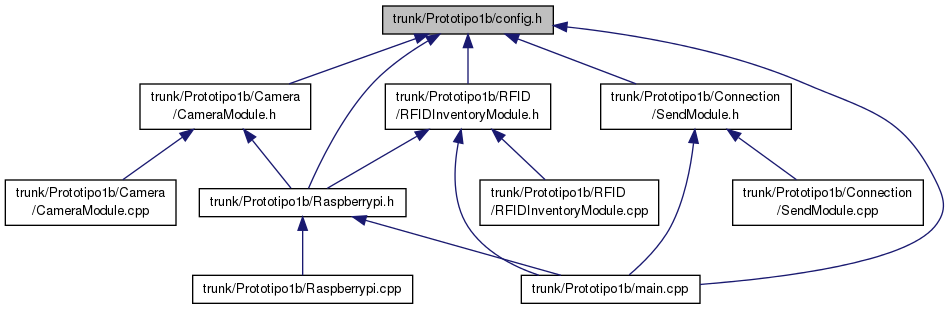 trunk/Prototipo1b/config.h
trunk/Prototipo1b/Camera
/CameraModule.h
trunk/Prototipo1b/RFID
/RFIDInventoryModule.h
trunk/Prototipo1b/Connection
/SendModule.h
trunk/Prototipo1b/Camera
/CameraModule.cpp
trunk/Prototipo1b/Raspberrypi.h
trunk/Prototipo1b/RFID
/RFIDInventoryModule.cpp
trunk/Prototipo1b/Connection
/SendModule.cpp
trunk/Prototipo1b/Raspberrypi.cpp
trunk/Prototipo1b/main.cpp